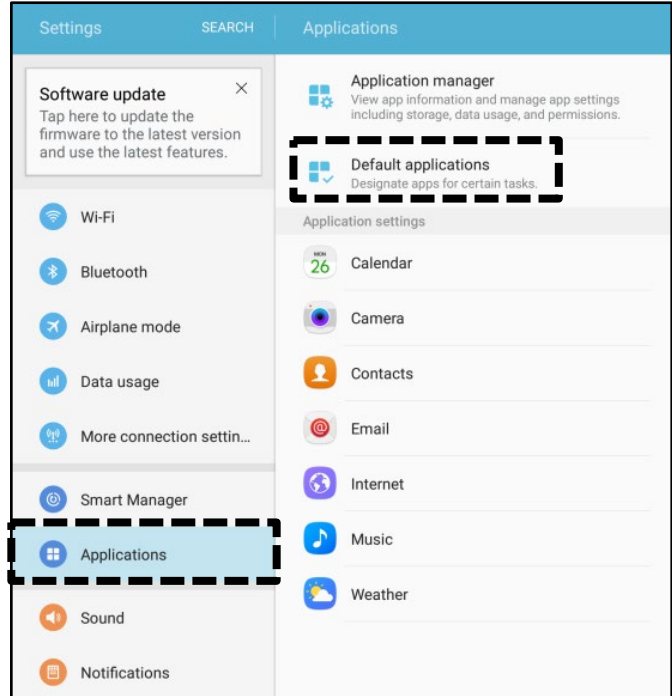 Settings
SEARCH
Software update
Tap here to update the
firmware to the latest version
and use the latest features.
Wi-Fi
Bluetooth
Airplane mode
Data usage
More connection settin...
Smart Manager
Applications
Sound
Notifications
Applications
Application manager
View app information and manage app settings
including storage, data usage, and permissions.
Default applications
Designate apps for certain tasks.
Application settings
MON
26
Calendar
Camera
Contacts
@
Email
Internet
Music
Weather